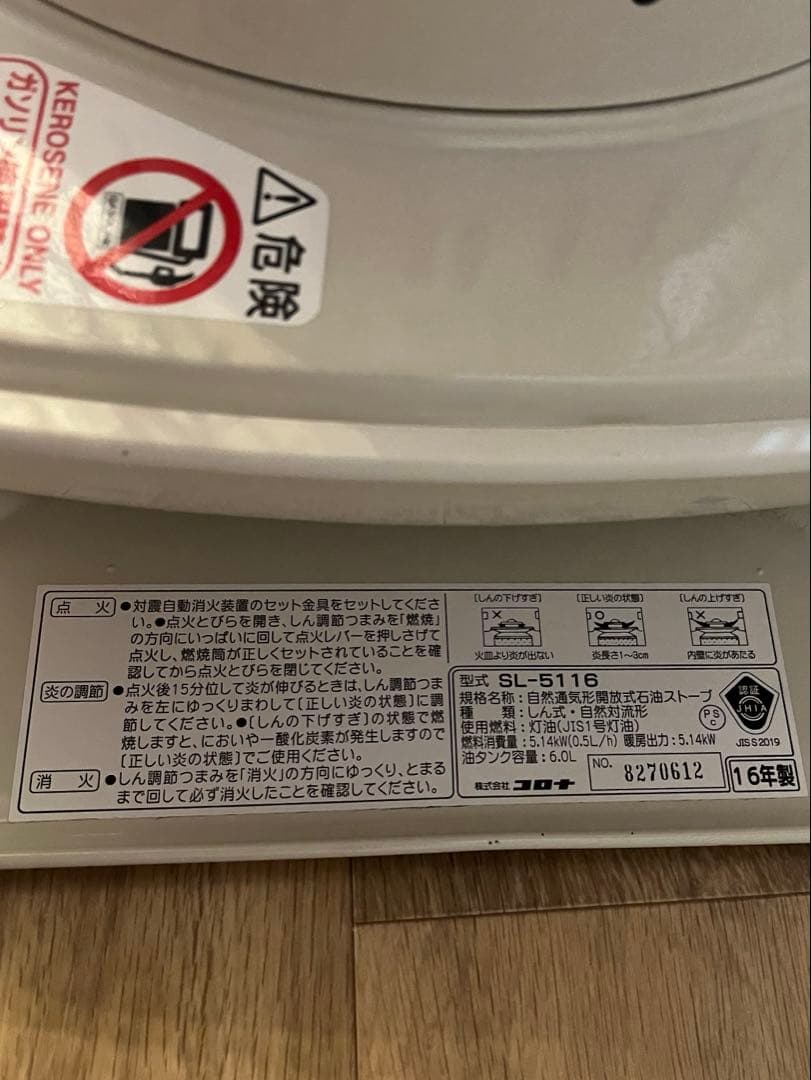 危険
KEROSENE ONLY
点 火
●対震自動消火装置のセット金具をセットしてくださ
い。●点火とびらを開き、しん調節つまみを「燃焼」
の方向にいっぱいに回して点火レバーを押しさげて
点火し、燃焼筒が正しくセットされていることを確
認してから点火とびらを閉じてください。
炎の調節
●点火後15分位して炎が伸びるときは、しん調節つま
みを左にゆっくりまわして〔正しい炎の状態〕に調
節してください。●〔しんの下げすぎ〕の状態で燃
焼しますと、においや一酸化炭素が発生しますので
〔正しい炎の状態〕でご使用ください。
消 火
●しん調節つまみを「消火」の方向にゆっくり、とまる
まで回して必ず消火したことを確認してください。
〔しんの下げすぎ〕
〔正しい炎の状態〕
〔しんの上げすぎ〕
火皿より炎が出ない
炎長さ1~3cm
内壁に炎があたる
型式 SL-5116
規格名称:自然通気形開放式石油ストーブ
種 類:しん式・自然対流形
使用燃料:灯油(JIS1号灯油)
燃料消費量:5.14kW(0.5L/h) 暖房出力:5.14kW
油タンク容量:6.0L
株式会社コロナ
NO. 8270612
PSC
認証
JHIA
JIS S 2019
16年製